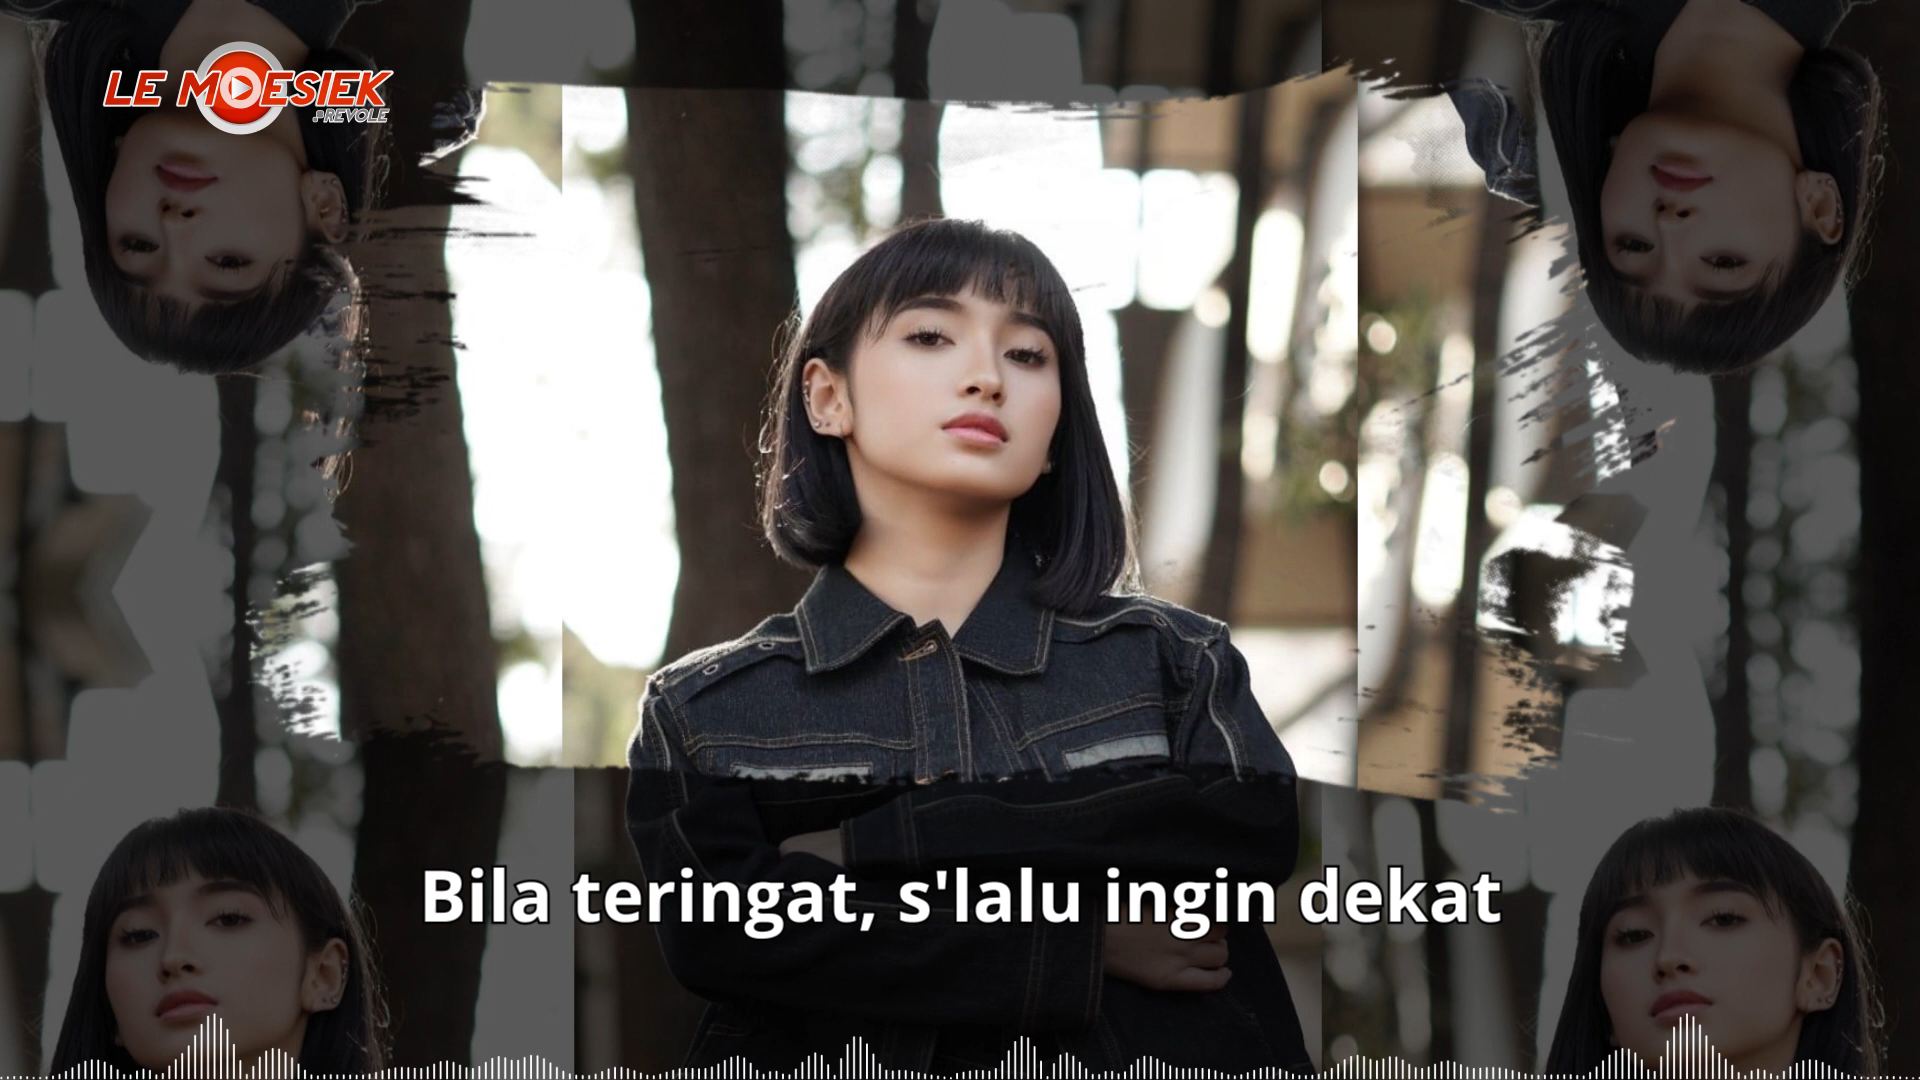 LE MOESIEK
REVOLE
Bila teringat, s'lalu ingin dekat